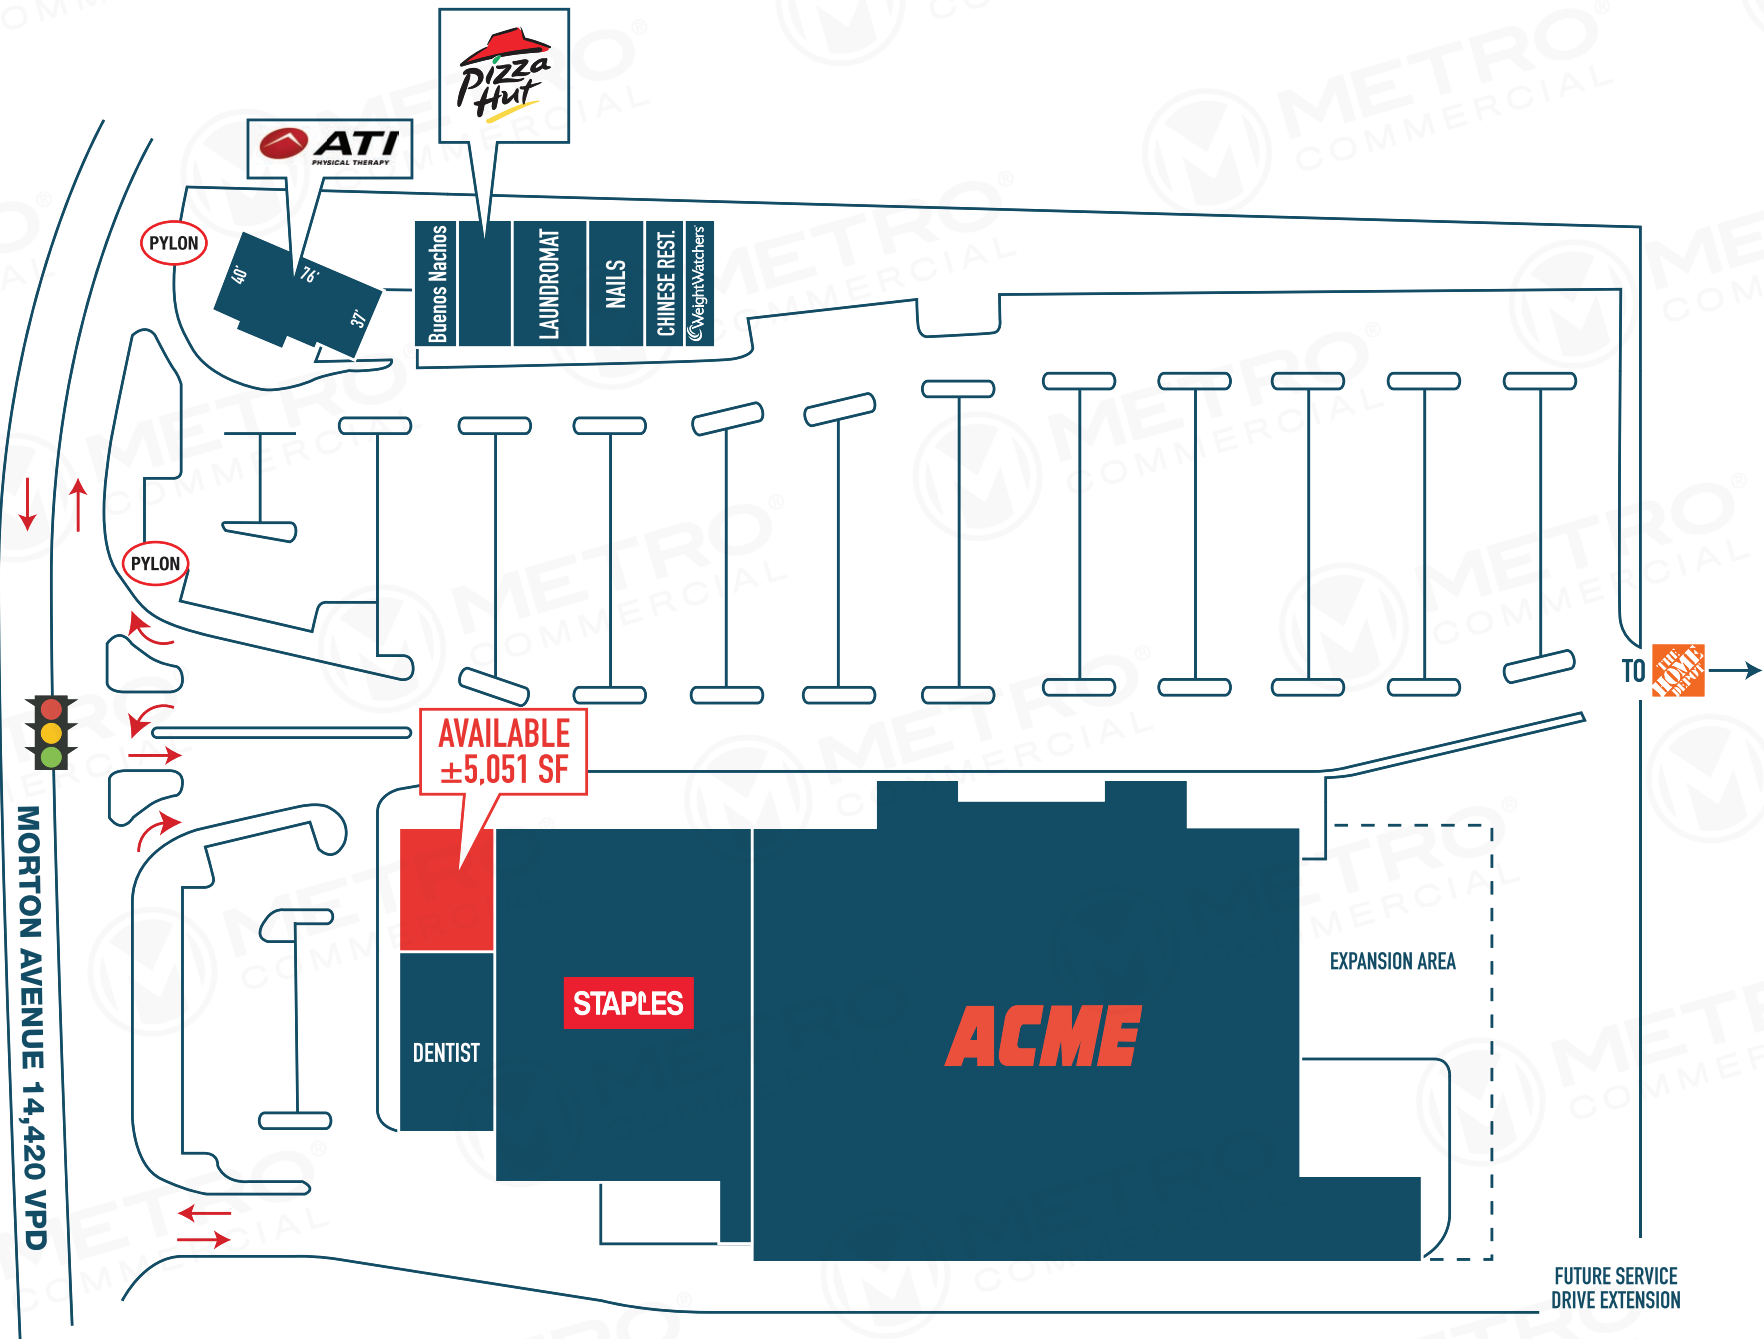 Pizza
Hut
ATI
PHYSICAL THERAPY
PYLON
40'
76'
37'
Buenos Nachos
LAUNDROMAT
NAILS
CHINESE REST.
WeightWatchers
PYLON
TO
THE
HOME
DEPOT
AVAILABLE
±5,051 SF
MORTON AVENUE 14,420 VPD
DENTIST
STAPLES
ACME
EXPANSION AREA
FUTURE SERVICE
DRIVE EXTENSION
METRO
COMMERCIAL